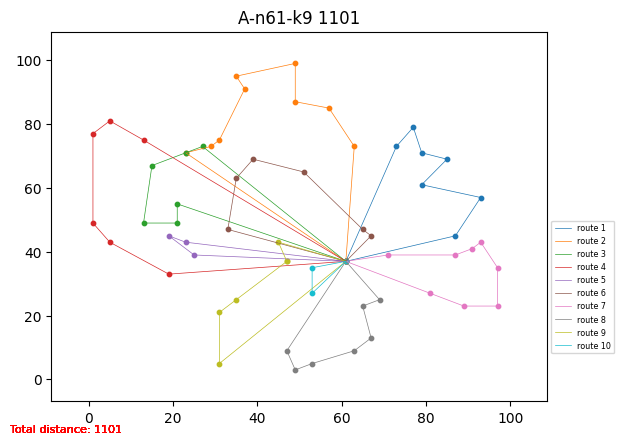 A-n61-k9 1101
100
80
60
40
20
0
0 20 40 60 80 100
route 1
route 2
route 3
route 4
route 5
route 6
route 7
route 8
route 9
route 10
Total distance: 1101